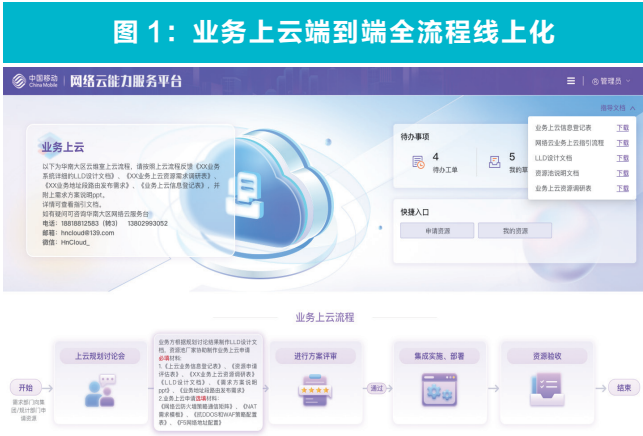 图 1：业务上云端到端全流程线上化
中国移动
China Mobile
网络云能力服务平台
管理员
指导文档
业务上云
以下为华南大区云维室上云流程，请按照上云流程反馈《XX业务
系统详细的LLD设计文档》、《XX业务上云资源需求调研表》、
《XX业务地址段路由发布需求》、《业务上云信息登记表》，并
附上需求方案说明ppt。
详情可查看指引文档。
如有疑问可咨询华南大区网络云服务台
电话：18818812583（转3） 13802993052
邮箱：hncloud@139.com
微信：HnCloud_
待办事项
4
待办工单
5
我的草
快捷入口
申请资源
我的资源
业务上云信息登记表 下载
网络云业务上云指引流程 下载
LLD设计文档 下载
资源池说明文档 下载
业务上云资源调研表 下载
业务上云流程
开始
需求部门向集
团/规计部门申
请资源
上云规划讨论会
业务方根据规划讨论结果制作LLD设计文
档，资源池厂家协助制作业务上云申请
必填材料:
1.《上云业务信息登记表》、《资源申请
评估表》、《XX业务上云资源调研表》
《LLD设计文档》、《需求方案说明
ppt》、《业务地址段路由发布需求》
2.业务上云申请选填材料:
《网络云防火墙策略通信矩阵》、《NAT
需求模板》、《抗DDOS和WAF策略配置
表》、《F5网络地址配置》
进行方案评审
通过
集成实施、部署
资源验收
结束